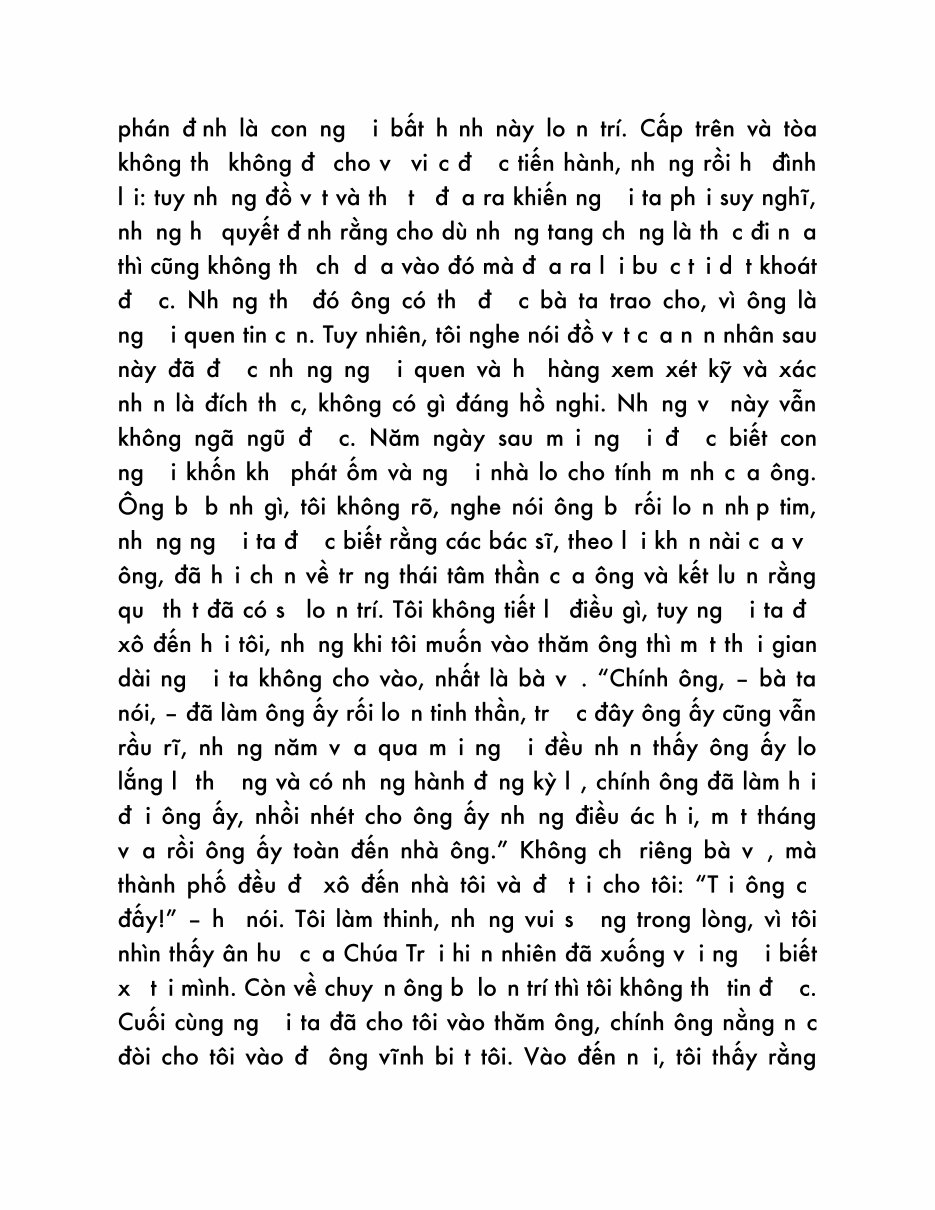 phán đ nh là con ng i bất h nh này lo n trí. Cấp trên và tòa
không th không đ cho v vi c đ c tiến hành, nh ng rồi h đình
l i: tuy nh ng đồ v t và th t đ a ra khiến ng i ta ph i suy nghĩ,
nh ng h quyết đ nh rằng cho dù nh ng tang ch ng là th c đi n a
thì cũng không th ch d a vào đó mà đ a ra l i bu c t i d t khoát
đ c. Nh ng th đó ông có th đ c bà ta trao cho, vì ông là
ng i quen tin c n. Tuy nhiên, tôi nghe nói đồ v t c a n n nhân sau
này đã đ c nh ng ng i quen và h hàng xem xét kỹ và xác
nh n là đích th c, không có gì đáng hồ nghi. Nh ng v này vẫn
không ngã ngũ đ c. Năm ngày sau m i ng i đ c biết con
ng i khốn kh phát ốm và ng i nhà lo cho tính m nh c a ông.
Ông b b nh gì, tôi không rõ, nghe nói ông b rối lo n nh p tim,
nh ng ng i ta đ c biết rằng các bác sĩ, theo l i kh n nài c a v
ông, đã h i ch n về tr ng thái tâm thần c a ông và kết lu n rằng
qu th t đã có s lo n trí. Tôi không tiết l điều gì, tuy ng i ta đ
xô đến h i tôi, nh ng khi tôi muốn vào thăm ông thì m t th i gian
dài ng i ta không cho vào, nhất là bà v . “Chính ông, – bà ta
nói, – đã làm ông ấy rối lo n tinh thần, tr c đây ông ấy cũng vẫn
rầu rĩ, nh ng năm v a qua m i ng i đều nh n thấy ông ấy lo
lắng l th ng và có nh ng hành đ ng kỳ l , chính ông đã làm h i
đ i ông ấy, nhồi nhét cho ông ấy nh ng điều ác h i, m t tháng
v a rồi ông ấy toàn đến nhà ông.” Không ch riêng bà v , mà
thành phố đều đ xô đến nhà tôi và đ t i cho tôi: “T i ông c
đấy!” – h nói. Tôi làm thinh, nh ng vui s ng trong lòng, vì tôi
nhìn thấy ân hu c a Chúa Tr i hi n nhiên đã xuống v i ng i biết
x t i mình. Còn về chuy n ông b lo n trí thì tôi không th tin đ c.
Cuối cùng ng i ta đã cho tôi vào thăm ông, chính ông nằng n c
đòi cho tôi vào đ ông vĩnh bi t tôi. Vào đến n i, tôi thấy rằng